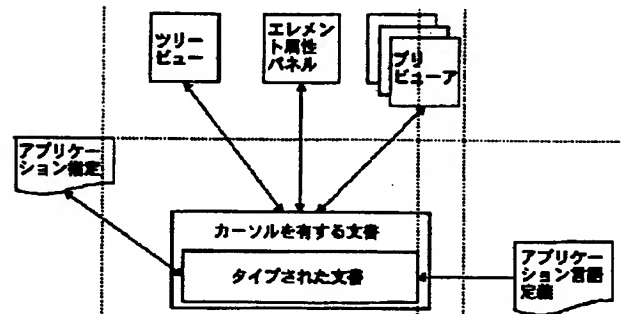 ツリー
ビュー
エレメン
ト属性
パネル
プリ
ビューア
アプリケー
ション指定
カーソルを有する文書
タイプされた文書
アプリケー
ション言語
定義